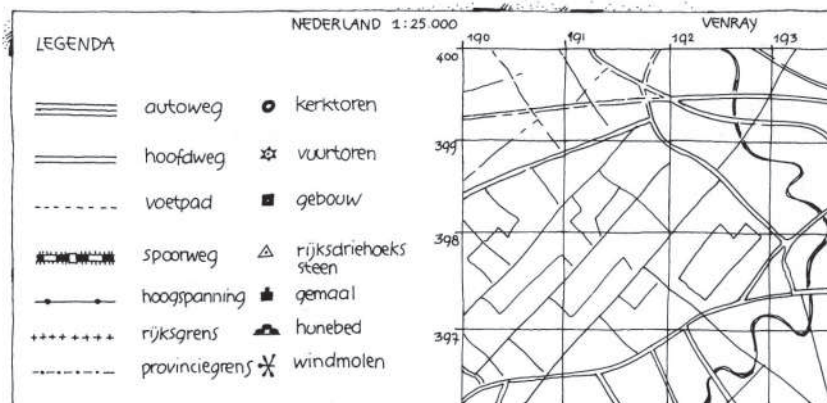 NEDERLAND 1:25.000
VENRAY
LEGENDA
190 191 192 193
400
399
398
397
autoweg
hoofdweg
voetpad
spoorweg
hoogspanning
rijksgrens
provinciegrens
kerktoren
vuurtoren
gebouw
rijksdriehoeks
steen
gemaal
hunebed
windmolen